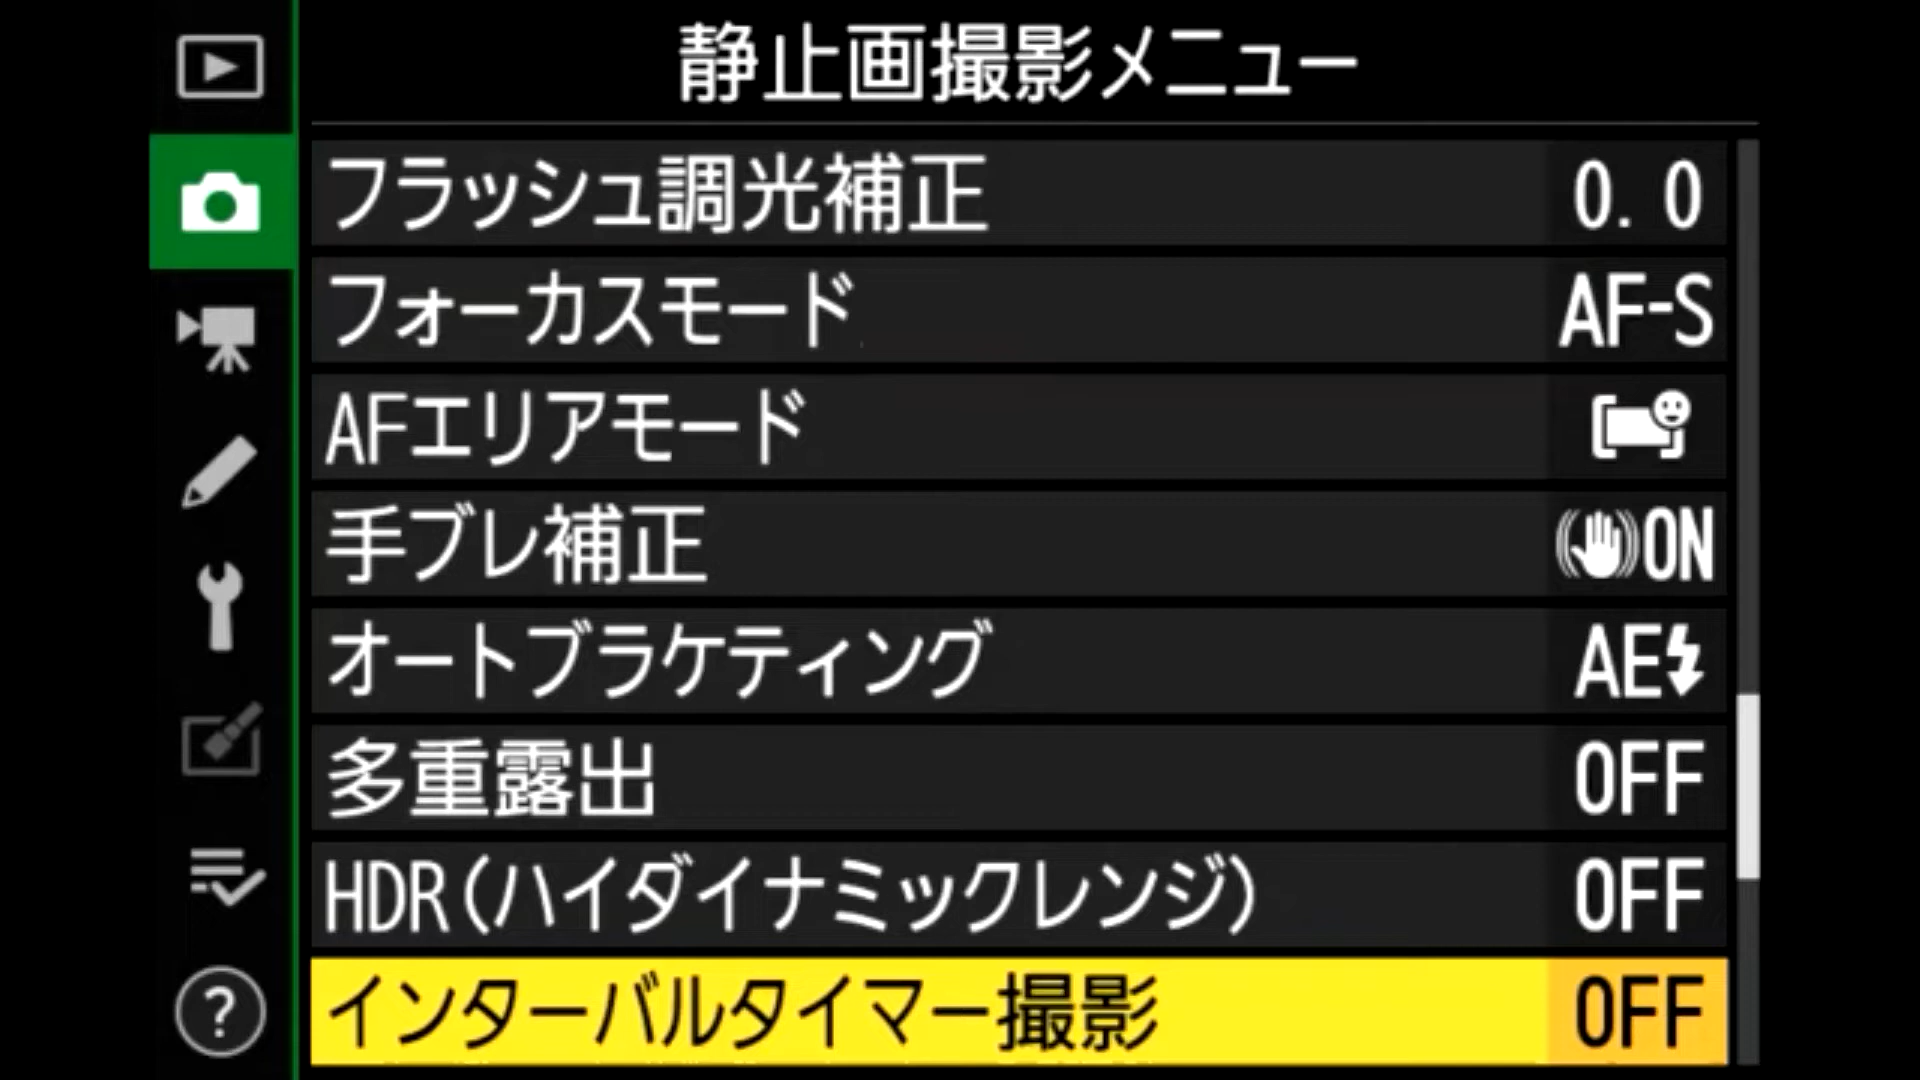 静止画撮影メニュー
フラッシュ調光補正 0.0
フォーカスモード AF-S
AFエリアモード
手ブレ補正 ON
オートブラケティング AE
多重露出 OFF
HDR(ハイダイナミックレンジ) OFF
インターバルタイマー撮影 OFF
?